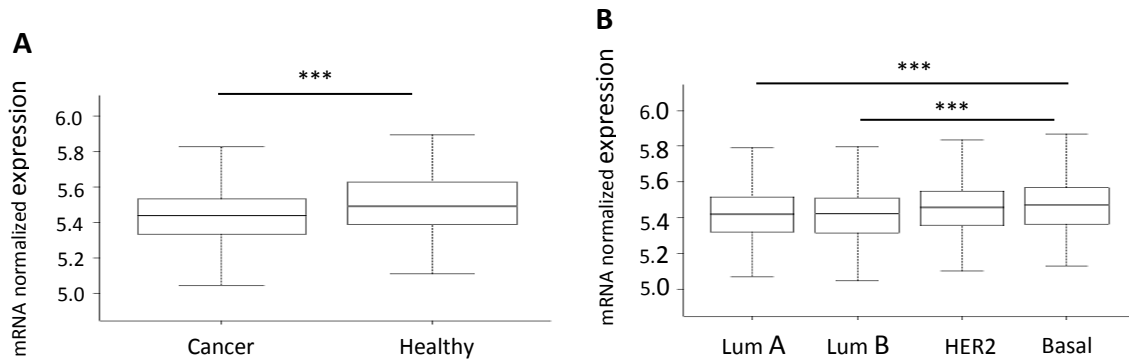 A
***
mRNA normalized expression
6.0
5.8
5.6
5.4
5.2
5.0
Cancer Healthy
B
***
***
mRNA normalized expression
6.0
5.8
5.6
5.4
5.2
5.0
Lum A Lum B HER2 Basal